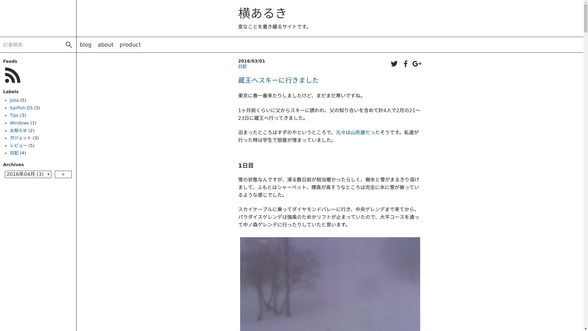 横あるき
変なことを書き綴るサイトです。
記事検索
blog about product
Feeds
Labels
Jolla (5)
Sailfish OS (5)
Tips (3)
Windows (1)
お知らせ (2)
ガジェット (3)
レビュー (5)
日記 (4)
Archives
2016年04月 (3)
»
2016/03/01
日記
G+
蔵王へスキーに行きました
東京に春一番来たりしましたけど、まだまだ寒いですね。
1ヶ月前くらいに父からスキーに誘われ、父の知り合いを含めて計4人で2月の21～
23日に蔵王へ行ってきました。
泊まったところはすずのやというところで、元々は山形屋だったそうです。私達が
行った時は学生で部屋が埋まっていました。
1日目
雪の状態なんですが、滑る数日前が相当暖かったらしく、樹氷と雪がまるきり溶け
まして、ふもとはシャーベット、標高が高そうなところは完全に氷に雪が被ってい
るような感じでした。
スカイケーブルに乗ってダイヤモンドバレーに行き、中央ゲレンデまで来てから、
パラダイスゲレンデは強風のためかリフトが止まっていたので、大平コースを通っ
て中ノ森ゲレンデに行ったりしていたと思います。